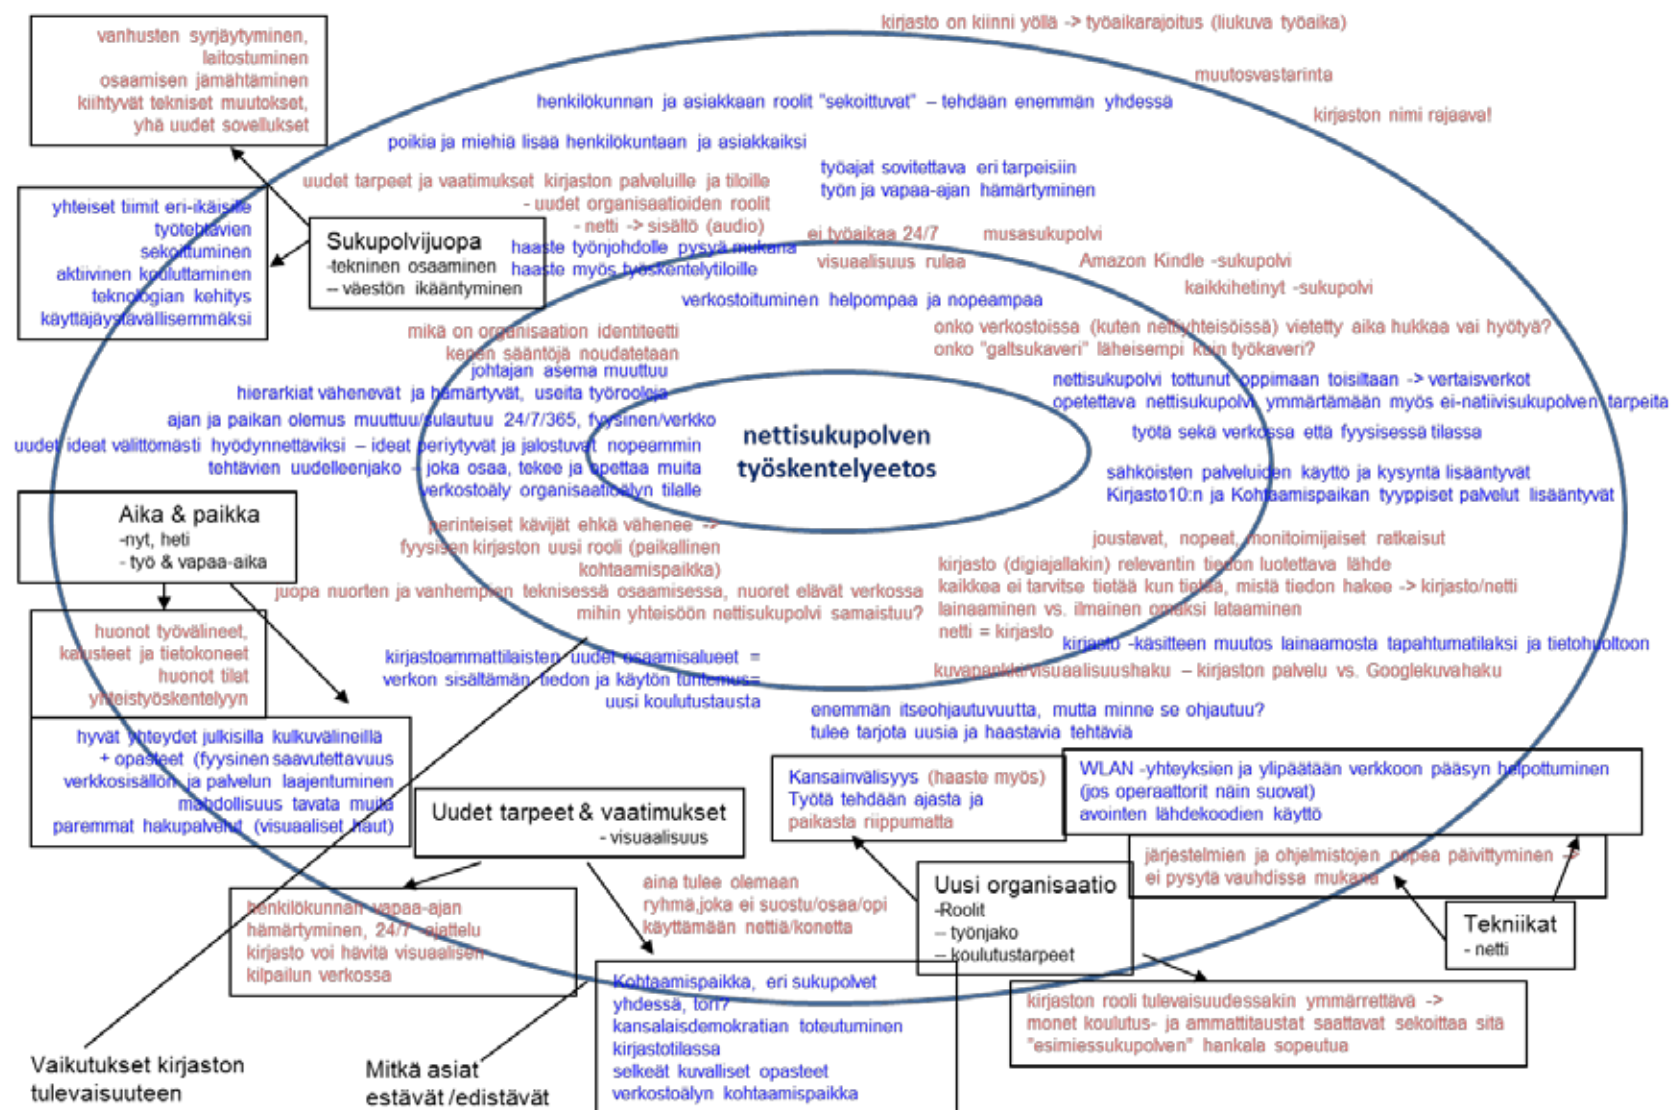 kirjasto on kiinni yöllä -> työaikarajoitus (liukuva työaika)
vanhusten syrjäytyminen,
laitostuminen
osaamisen jämähtäminen
kiihtyvät tekniset muutokset,
yhä uudet sovellukset
muutosvastarinta
kirjaston nimi rajaava!
henkilökunnan ja asiakkaan roolit "sekoittuvat" – tehdään enemmän yhdessä
poikia ja miehiä lisää henkilökuntaan ja asiakkaiksi
työajat sovitettava eri tarpeisiin
työn ja vapaa-ajan hämärtyminen
uudet tarpeet ja vaatimukset kirjaston palveluille ja tiloille
- uudet organisaatioiden roolit
- netti -> sisältö (audio)
haaste työnjohdolle pysyä mukana
haaste myös työskentelytiloille
yhteiset tiimit eri-ikäisille
työtehtävien
sekoittuminen
aktiivinen kouluttaminen
teknologian kehitys
käyttäjäystävällisemmäksi
Sukupolvijuopa
-tekninen osaaminen
– väestön ikääntyminen
ei työaikaa 24/7
musasukupolvi
visuaalisuus rulaa
Amazon Kindle -sukupolvi
kaikkihetinyt -sukupolvi
verkostoituminen helpompaa ja nopeampaa
mikä on organisaation identiteetti
kenen sääntöjä noudatetaan
johtajan asema muuttuu
hierarkiat vähenevät ja hämärtyvät, useita työrooleja
ajan ja paikan olemus muuttuu/sulautuu 24/7/365, fyysinen/verkko
uudet ideat välittömästi hyödynnettäviksi – ideat periytyvät ja jalostuvat nopeammin
tehtävien uudelleenjako – joka osaa, tekee ja opettaa muita
verkostoäly organisaatioälyn tilalle
onko verkostoissa (kuten nettiyhteisöissä) vietetty aika hukkaa vai hyötyä?
onko "galtsukaveri" läheisempi kuin työkaveri?
nettisukupolvi tottunut oppimaan toisiltaan -> vertaisverkot
opetettava nettisukupolvi ymmärtämään myös ei-natiivisukupolven tarpeita
työtä sekä verkossa että fyysisessä tilassa
sähköisten palveluiden käyttö ja kysyntä lisääntyvät
Kirjasto10:n ja Kohtaamispaikan tyyppiset palvelut lisääntyvät
nettisukupolven
työskentelyeetos
Aika & paikka
-nyt, heti
- työ & vapaa-aika
perinteiset kävijät ehkä vähenee ->
fyysisen kirjaston uusi rooli (paikallinen
kohtaamispaikka)
juopa nuorten ja vanhempien teknisessä osaamisessa, nuoret elävät verkossa
mihin yhteisöön nettisukupolvi samaistuu?
joustavat, nopeat, monitoimijaiset ratkaisut
kirjasto (digiajallakin) relevantin tiedon luotettava lähde
kaikkea ei tarvitse tietää kun tietää, mistä tiedon hakee -> kirjasto/netti
lainaaminen vs. ilmainen omaksi lataaminen
netti = kirjasto
kirjasto -käsitteen muutos lainaamosta tapahtumatilaksi ja tietohuoltoon
kuvapankki/visuaalisuushaku – kirjaston palvelu vs. Googlekuvahaku
huonot työvälineet,
kalusteet ja tietokoneet
huonot tilat
yhteistyöskentelyyn
kirjastoammattilaisten uudet osaamisalueet =
verkon sisältämän tiedon ja käytön tuntemus=
uusi koulutustausta
enemmän itseohjautuvuutta, mutta minne se ohjautuu?
tulee tarjota uusia ja haastavia tehtäviä
hyvät yhteydet julkisilla kulkuvälineillä
+ opasteet (fyysinen saavutettavuus
verkkosisällön ja palvelun laajentuminen
mahdollisuus tavata muita
paremmat hakupalvelut (visuaaliset haut)
Uudet tarpeet & vaatimukset
- visuaalisuus
Kansainvälisyys (haaste myös)
Työtä tehdään ajasta ja
paikasta riippumatta
WLAN -yhteyksien ja ylipäätään verkkoon pääsyn helpottuminen
(jos operaattorit näin suovat)
avointen lähdekoodien käyttö
järjestelmien ja ohjelmistojen nopea päivittyminen ->
ei pysytä vauhdissa mukana
henkilökunnan vapaa-ajan
hämärtyminen, 24/7 -ajattelu
kirjasto voi hävitä visuaalisen
kilpailun verkossa
aina tulee olemaan
ryhmä,joka ei suostu/osaa/opi
käyttämään nettiä/konetta
Uusi organisaatio
-Roolit
– työnjako
– koulutustarpeet
Tekniikat
- netti
Kohtaamispaikka, eri sukupolvet
yhdessä, tori?
kansalaisdemokratian toteutuminen
kirjastotilassa
selkeät kuvalliset opasteet
verkostoälyn kohtaamispaikka
kirjaston rooli tulevaisuudessakin ymmärrettävä ->
monet koulutus- ja ammattitaustat saattavat sekoittaa sitä
"esimiessukupolven" hankala sopeutua
Vaikutukset kirjaston
tulevaisuuteen
Mitkä asiat
estävät /edistävät